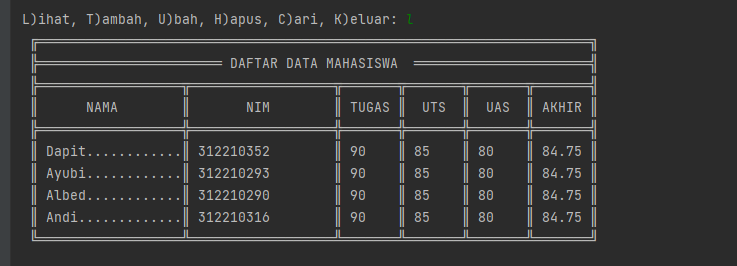 L)ihat, T)ambah, U)bah, H)apus, C)ari, K)eluar: l
DAFTAR DATA MAHASISWA
NAMA NIM TUGAS UTS UAS AKHIR
Dapit............ 312210352 90 85 80 84.75
Ayubi............ 312210293 90 85 80 84.75
Albed............ 312210290 90 85 80 84.75
Andi............. 312210316 90 85 80 84.75